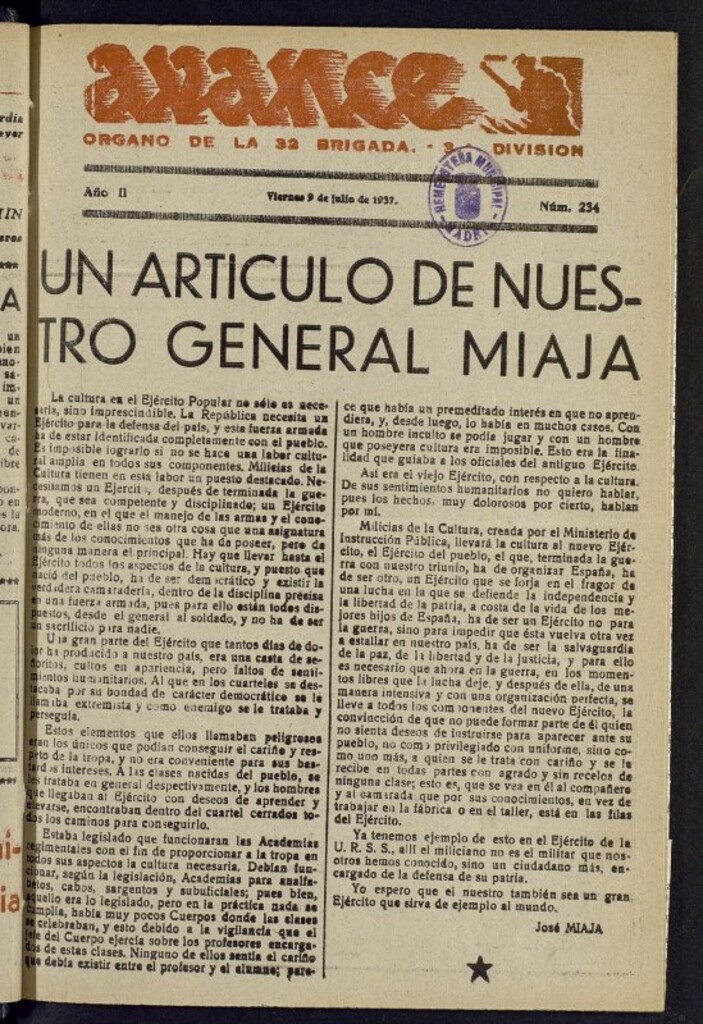 avance
ORGANO DE LA 32 BRIGADA. - 3 DIVISION
HEMEROTECA MUNICIPAL
MADRID
Año II
Viernes 9 de julio de 1937.
Núm. 234
UN ARTICULO DE NUES-
TRO GENERAL MIAJA
La cultura en el Ejército Popular no sólo es nece-
saria, sino imprescindible. La República necesita un
Ejército para la defensa del país, y esta fuerza armada
ha de estar identificada completamente con el pueblo.
Es imposible lograrlo si no se hace una labor cultu-
ral amplia en todos sus componentes. Milicias de la
Cultura tienen en esta labor un puesto destacado. Ne-
cesitamos un Ejercito, después de terminada la gue-
rra, que sea competente y disciplinado; un Ejército
moderno, en el que el manejo de las armas y el cono-
cimiento de ellas no sea otra cosa que una asignatura
más de los conocimientos que ha de poseer, pero de
ninguna manera el principal. Hay que llevar hasta el
Ejército todos los aspectos de la cultura, y puesto que
nació del pueblo, ha de ser democrático y existir la
verdadera camaradería, dentro de la disciplina precisa
en una fuerza armada, pues para ello están todos dis-
puestos, desde el general al soldado, y no ha de ser
un sacrificio para nadie.
Una gran parte del Ejército que tantos días de do-
lor ha producido a nuestro país, era una casta de se-
ñoritos, cultos en apariencia, pero faltos de senti-
mientos humanitarios. Al que en los cuarteles se des-
tacaba por su bondad de carácter democrático se le
llamaba extremista y como enemigo se le trataba y
perseguía.
Estos elementos que ellos llamaban peligrosos
eran los únicos que podían conseguir el cariño y res-
peto de la tropa, y no era conveniente para sus bas-
tardos intereses. A las clases nacidas del pueblo, se
les trataba en general despectivamente, y los hombres
que llegaban al Ejército con deseos de aprender y
elevarse, encontraban dentro del cuartel cerrados to-
dos los caminos para conseguirlo.
Estaba legislado que funcionaran las Academias
regimentales con el fin de proporcionar a la tropa en
todos sus aspectos la cultura necesaria. Debían fun-
cionar, según la legislación, Academias para analfa-
betos, cabos, sargentos y suboficiales; pues bien,
aquello era lo legislado, pero en la práctica nada se
cumplía, había muy pocos Cuerpos donde las clases
se celebraban, y esto debido a la vigilancia que el
jefe del Cuerpo ejercía sobre los profesores encarga-
dos de estas clases. Ninguno de ellos sentía el cariño
que debía existir entre el profesor y el alumno; pare-
ce que había un premeditado interés en que no apren-
diera, y, desde luego, lo había en muchos casos. Con
un hombre inculto se podía jugar y con un hombre
que poseyera cultura era imposible. Esto era la fina-
lidad que guiaba a los oficiales del antiguo Ejército.
Así era el viejo Ejército, con respecto a la cultura.
De sus sentimientos humanitarios no quiero hablar,
pues los hechos, muy dolorosos por cierto, hablan
por mí.
Milicias de la Cultura, creada por el Ministerio de
Instrucción Pública, llevará la cultura al nuevo Ejér-
cito, el Ejército del pueblo, el que, terminada la gue-
rra con nuestro triunfo, ha de organizar España, ha
de ser otro, un Ejército que se forja en el fragor de
una lucha en la que se defiende la independencia y
la libertad de la patria, a costa de la vida de los me-
jores hijos de España, ha de ser un Ejército no para
la guerra, sino para impedir que ésta vuelva otra vez
a estallar en nuestro país, ha de ser la salvaguardia
de la paz, de la libertad y de la justicia, y para ello
es necesario que ahora en la guerra, en los momen-
tos libres que la lucha deje, y después de ella, de una
manera intensiva y con una organización perfecta, se
lleve a todos los componentes del nuevo Ejército, la
convicción de que no puede formar parte de él quien
no sienta deseos de instruirse para aparecer ante su
pueblo, no como privilegiado con uniforme, sino co-
mo uno más, a quien se le trata con cariño y se le
recibe en todas partes con agrado y sin recelos de
ninguna clase; esto es, que se vea en él al compañero
y al camarada que por sus conocimientos, en vez de
trabajar en la fábrica o en el taller, está en las filas
del Ejército.
Ya tenemos ejemplo de esto en el Ejército de la
U. R. S. S., allí el miliciano no es el militar que nos-
otros hemos conocido, sino un ciudadano más, en-
cargado de la defensa de su patria.
Yo espero que el nuestro también sea un gran
Ejército que sirva de ejemplo al mundo.
José MIAJA